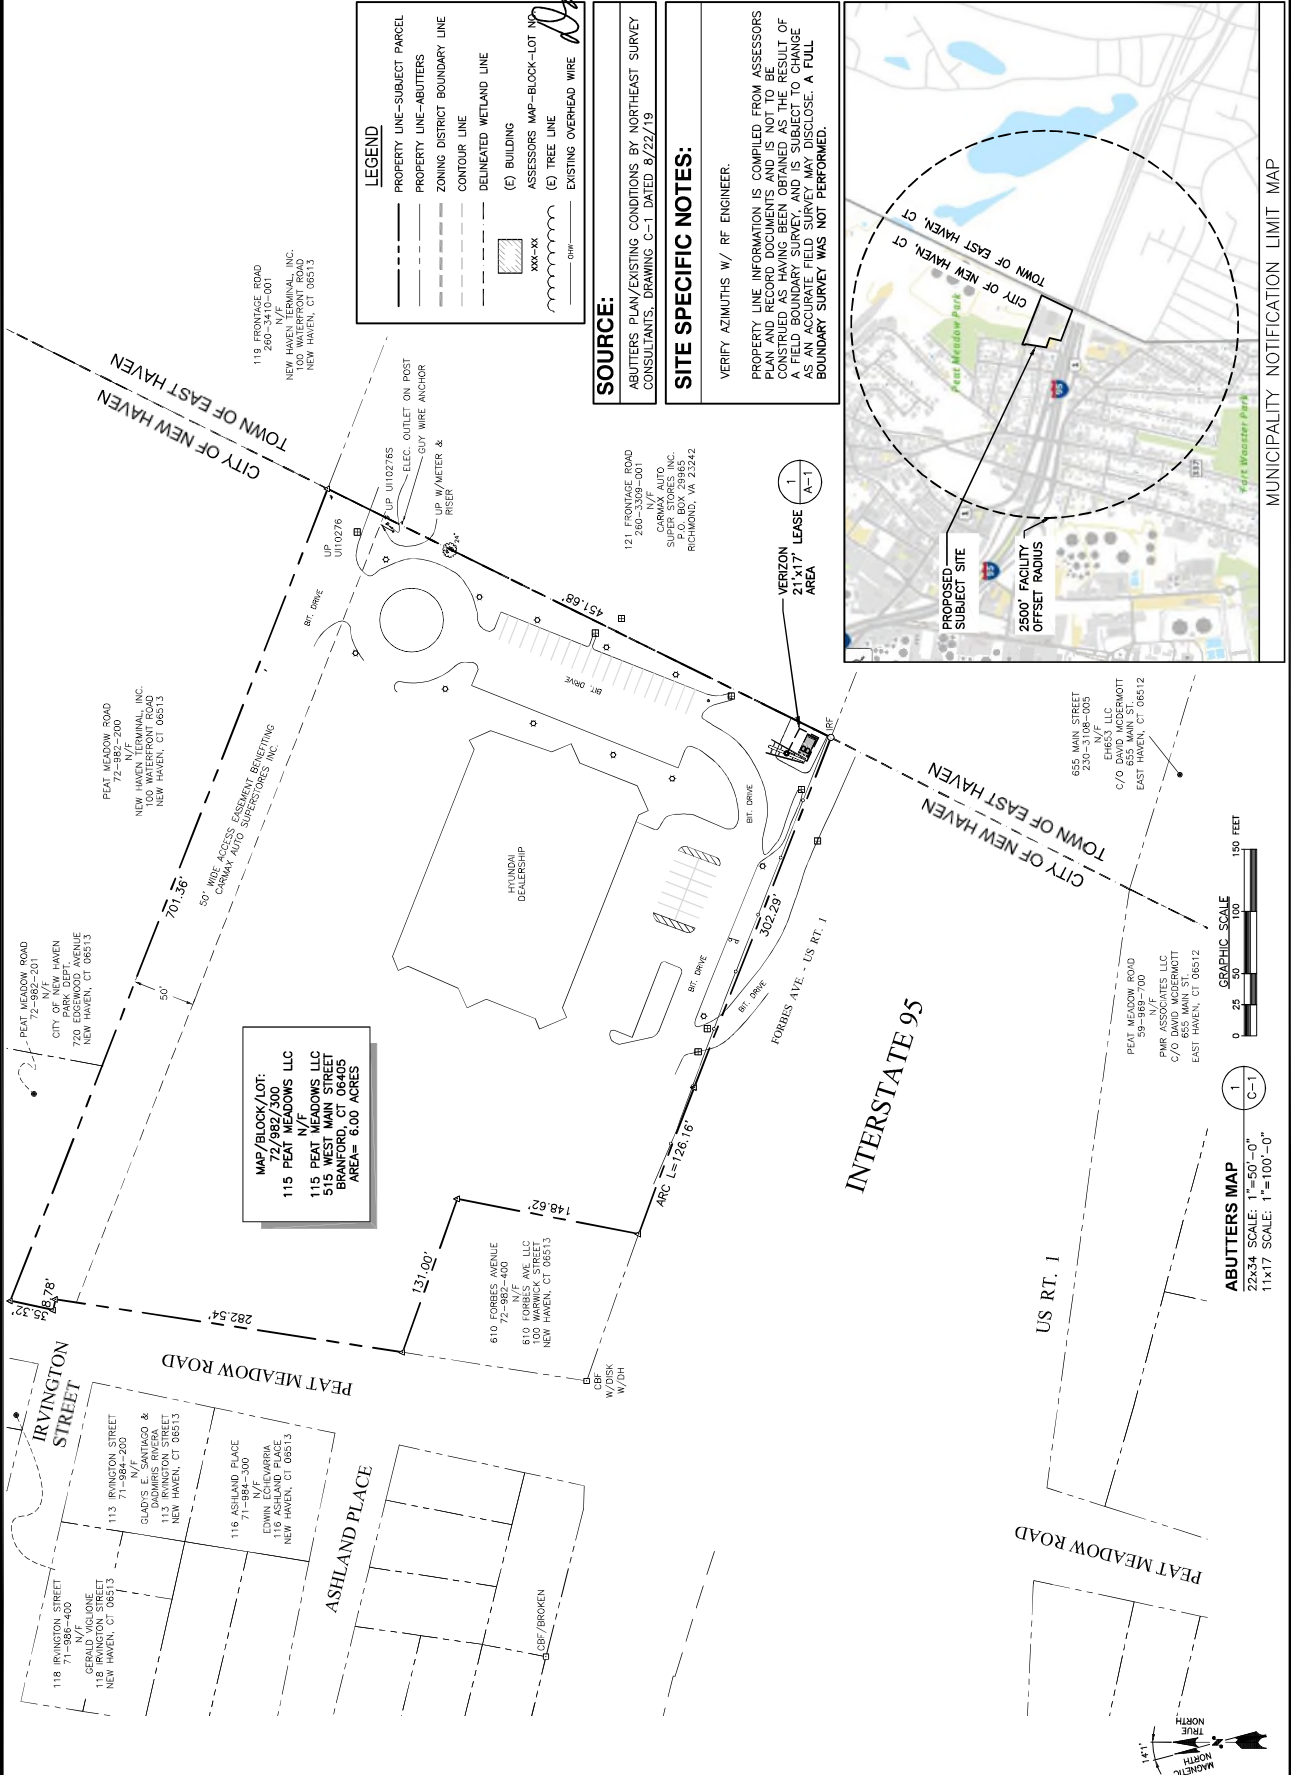 IRVINGTON
STREET
118 IRVINGTON STREET
71-986-400
N/F
GERALD VIGLIONE
118 IRVINGTON STREET
NEW HAVEN, CT 06513
113 IRVINGTON STREET
71-984-200
N/F
GLADYS E. SANTIAGO &
DADMIRIS RIVERA
113 IRVINGTON STREET
NEW HAVEN, CT 06513
116 ASHLAND PLACE
71-984-300
N/F
EDWIN ECHEVARRIA
116 ASHLAND PLACE
NEW HAVEN, CT 06513
ASHLAND PLACE
CBF/BROKEN
PEAT MEADOW ROAD
35.32'
8.78'
282.54'
131.00'
148.62'
610 FORBES AVENUE
72-982-400
N/F
610 FORBES AVE LLC
100 WARWICK STREET
NEW HAVEN, CT 06513
CBF
W/DISK
W/DH
ARC L=126.16'
PEAT MEADOW ROAD
72-982-201
N/F
CITY OF NEW HAVEN
PARK DEPT.
720 EDGEWOOD AVENUE
NEW HAVEN, CT 06513
50'
701.36'
50' WIDE ACCESS EASEMENT BENEFITING
CARMAX AUTO SUPERSTORES INC.
MAP/BLOCK/LOT:
72/982/300
115 PEAT MEADOWS LLC
N/F
115 PEAT MEADOWS LLC
515 WEST MAIN STREET
BRANFORD, CT 06405
AREA= 6.00 ACRES
PEAT MEADOW ROAD
72-982-200
N/F
NEW HAVEN TERMINAL, INC.
100 WATERFRONT ROAD
NEW HAVEN, CT 06513
HYUNDAI
DEALERSHIP
BIT. DRIVE
BIT. DRIVE
BIT. DRIVE
BIT. DRIVE
BIT. DRIVE
302.29'
451.68'
FORBES AVE. - US RT. 1
INTERSTATE 95
US RT. 1
PEAT MEADOW ROAD
CITY OF NEW HAVEN
TOWN OF EAST HAVEN
CITY OF NEW HAVEN
TOWN OF EAST HAVEN
119 FRONTAGE ROAD
260-3410-001
N/F
NEW HAVEN TERMINAL, INC.
100 WATERFRONT ROAD
NEW HAVEN, CT 06513
UP
UI10276
UP UI10276S
ELEC. OUTLET ON POST
GUY WIRE ANCHOR
UP W/METER &
RISER
24"
121 FRONTAGE ROAD
260-3309-001
N/F
CARMAX AUTO
SUPER STORES INC.
P.O. BOX 29965
RICHMOND, VA 23242
VERIZON
21'x17' LEASE
AREA
1
A-1
IRF
655 MAIN STREET
230-3108-005
N/F
EH653 LLC
C/O DAVID MCDERMOTT
655 MAIN ST.
EAST HAVEN, CT 06512
PEAT MEADOW ROAD
59-969-700
N/F
PMR ASSOCIATES LLC
C/O DAVID MCDERMOTT
655 MAIN ST.
EAST HAVEN, CT 06512
LEGEND
PROPERTY LINE-SUBJECT PARCEL
PROPERTY LINE-ABUTTERS
ZONING DISTRICT BOUNDARY LINE
CONTOUR LINE
DELINEATED WETLAND LINE
(E) BUILDING
XXX-XX ASSESSORS MAP-BLOCK-LOT NO.
(E) TREE LINE
OHW EXISTING OVERHEAD WIRE
SOURCE:
ABUTTERS PLAN/EXISTING CONDITIONS BY NORTHEAST SURVEY
CONSULTANTS, DRAWING C-1 DATED 8/22/19
SITE SPECIFIC NOTES:
VERIFY AZIMUTHS W/ RF ENGINEER.
PROPERTY LINE INFORMATION IS COMPILED FROM ASSESSORS
PLAN AND RECORD DOCUMENTS AND IS NOT TO BE
CONSTRUED AS HAVING BEEN OBTAINED AS THE RESULT OF
A FIELD BOUNDARY SURVEY, AND IS SUBJECT TO CHANGE
AS AN ACCURATE FIELD SURVEY MAY DISCLOSE. A FULL
BOUNDARY SURVEY WAS NOT PERFORMED.
CITY OF NEW HAVEN, CT
TOWN OF EAST HAVEN, CT
Peat Meadow Park
Fort Wooster Park
95
95
1
1
337
PROPOSED
SUBJECT SITE
2500' FACILITY
OFFSET RADIUS
MUNICIPALITY NOTIFICATION LIMIT MAP
MAGNETIC
NORTH
TRUE
NORTH
14°1'
N
ABUTTERS MAP
22x34 SCALE: 1"=50'-0"
11x17 SCALE: 1"=100'-0"
1
C-1
GRAPHIC SCALE
0 25 50 100 150 FEET